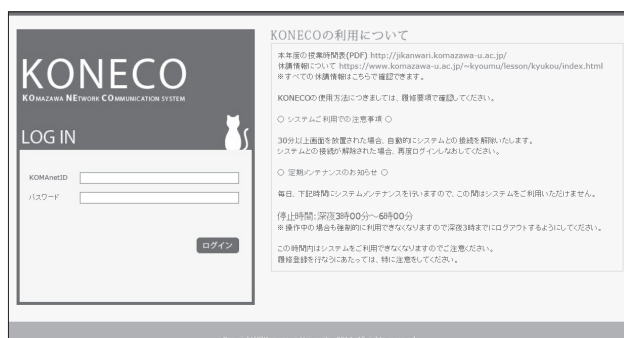 KONECO
KOMAZAWA NETWORK COMMUNICATION SYSTEM
LOG IN
KOMAnetID
パスワード
ログイン
KONECOの利用について
本年度の授業時間表(PDF) http://jikanwari.komazawa-u.ac.jp/
休講情報について https://www.komazawa-u.ac.jp/~kyoumu/lesson/kyukou/index.html
※すべての休講情報はこちらで確認できます。
KONECOの使用方法につきましては、履修要項で確認してください。
○ システムご利用での注意事項 ○
30分以上画面を放置された場合、自動的にシステムとの接続を解除いたします。
システムとの接続が解除された場合、再度ログインしなおしてください。
○ 定期メンテナンスのお知らせ ○
毎日、下記時間にシステムメンテナンスを行いますので、この間はシステムをご利用いただけません。
停止時間:深夜3時00分～6時00分
※操作中の場合も強制的に利用できなくなりますので深夜3時までにログアウトするようにしてください。
この時間内はシステムをご利用できなくなりますのでご注意ください。
履修登録を行なうにあたっては、特に注意をしてください。